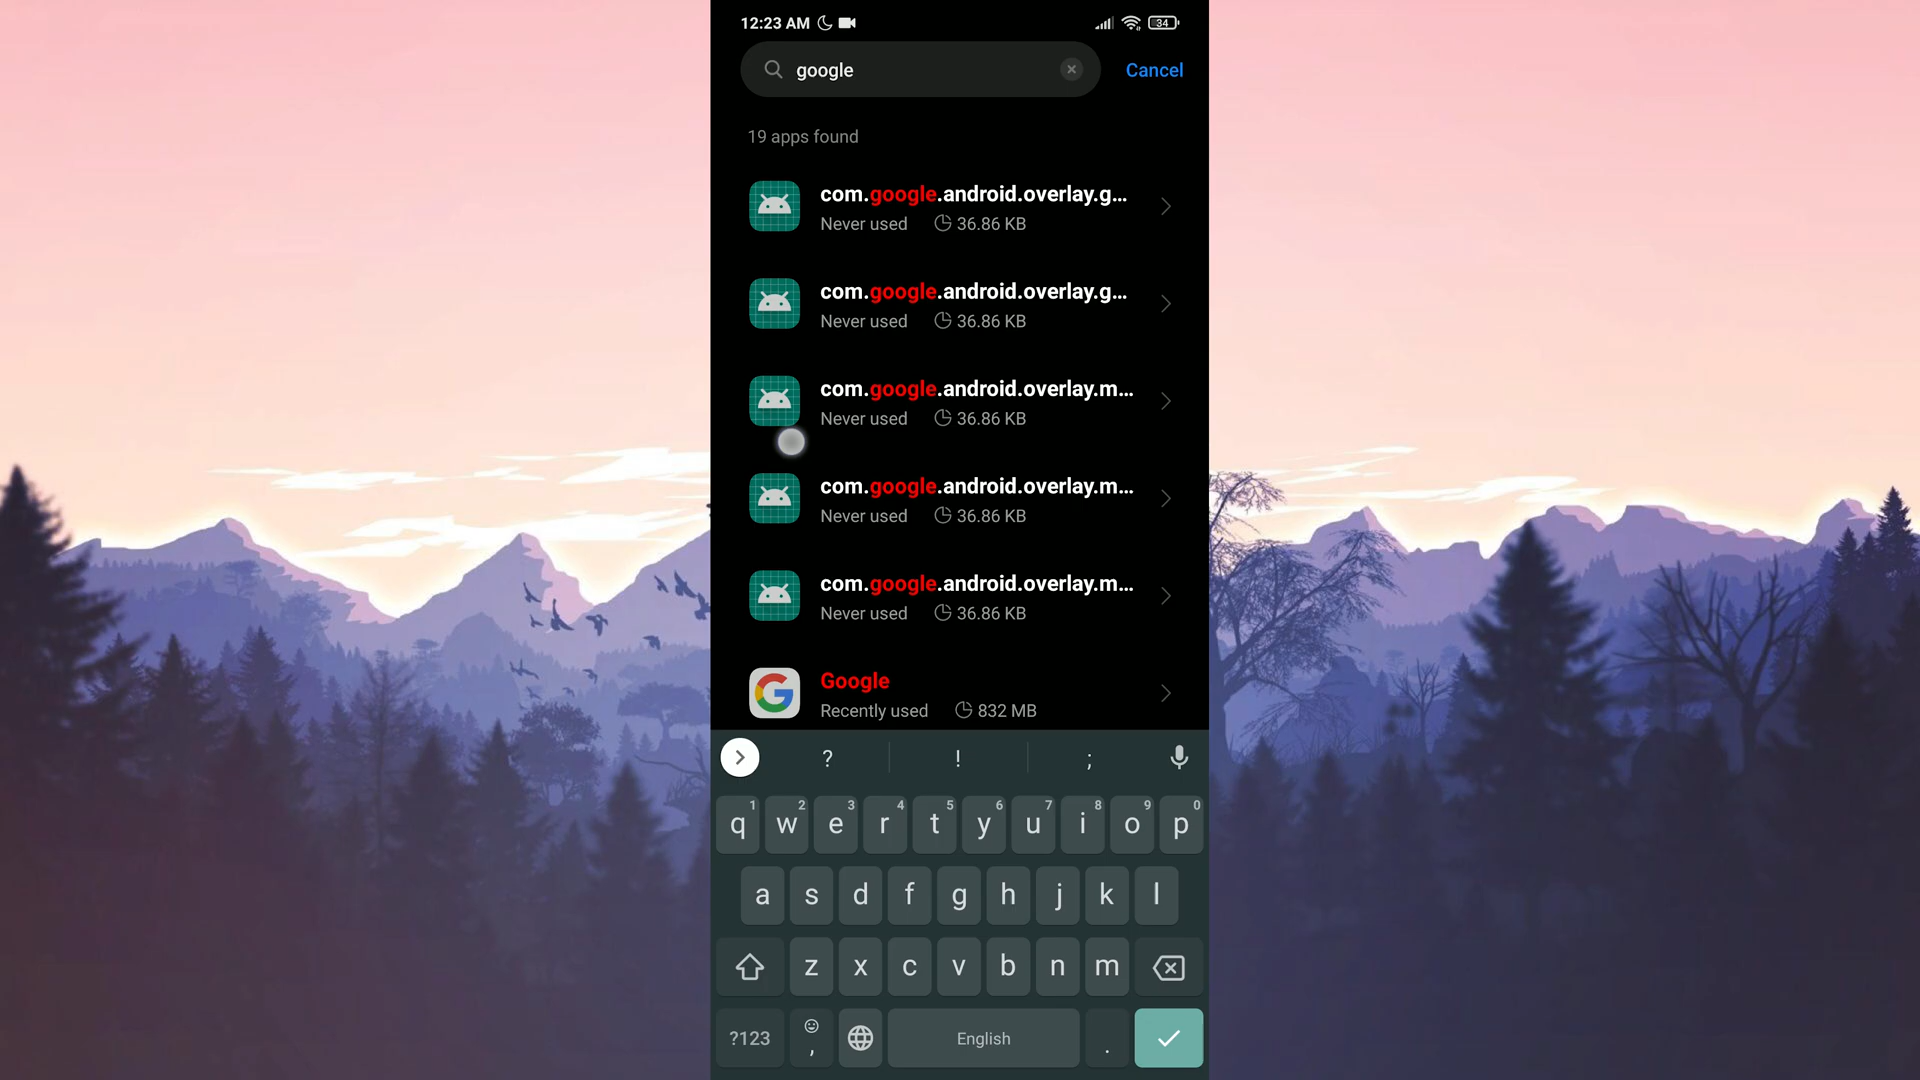 12:23 AM
34
google
Cancel
19 apps found
com.google.android.overlay.g...
Never used 36.86 KB
com.google.android.overlay.g...
Never used 36.86 KB
com.google.android.overlay.m...
Never used 36.86 KB
com.google.android.overlay.m...
Never used 36.86 KB
com.google.android.overlay.m...
Never used 36.86 KB
Google
Recently used 832 MB
? ! ;
1 2 3 4 5 6 7 8 9 0
q w e r t y u i o p
a s d f g h j k l
z x c v b n m
?123 , English .